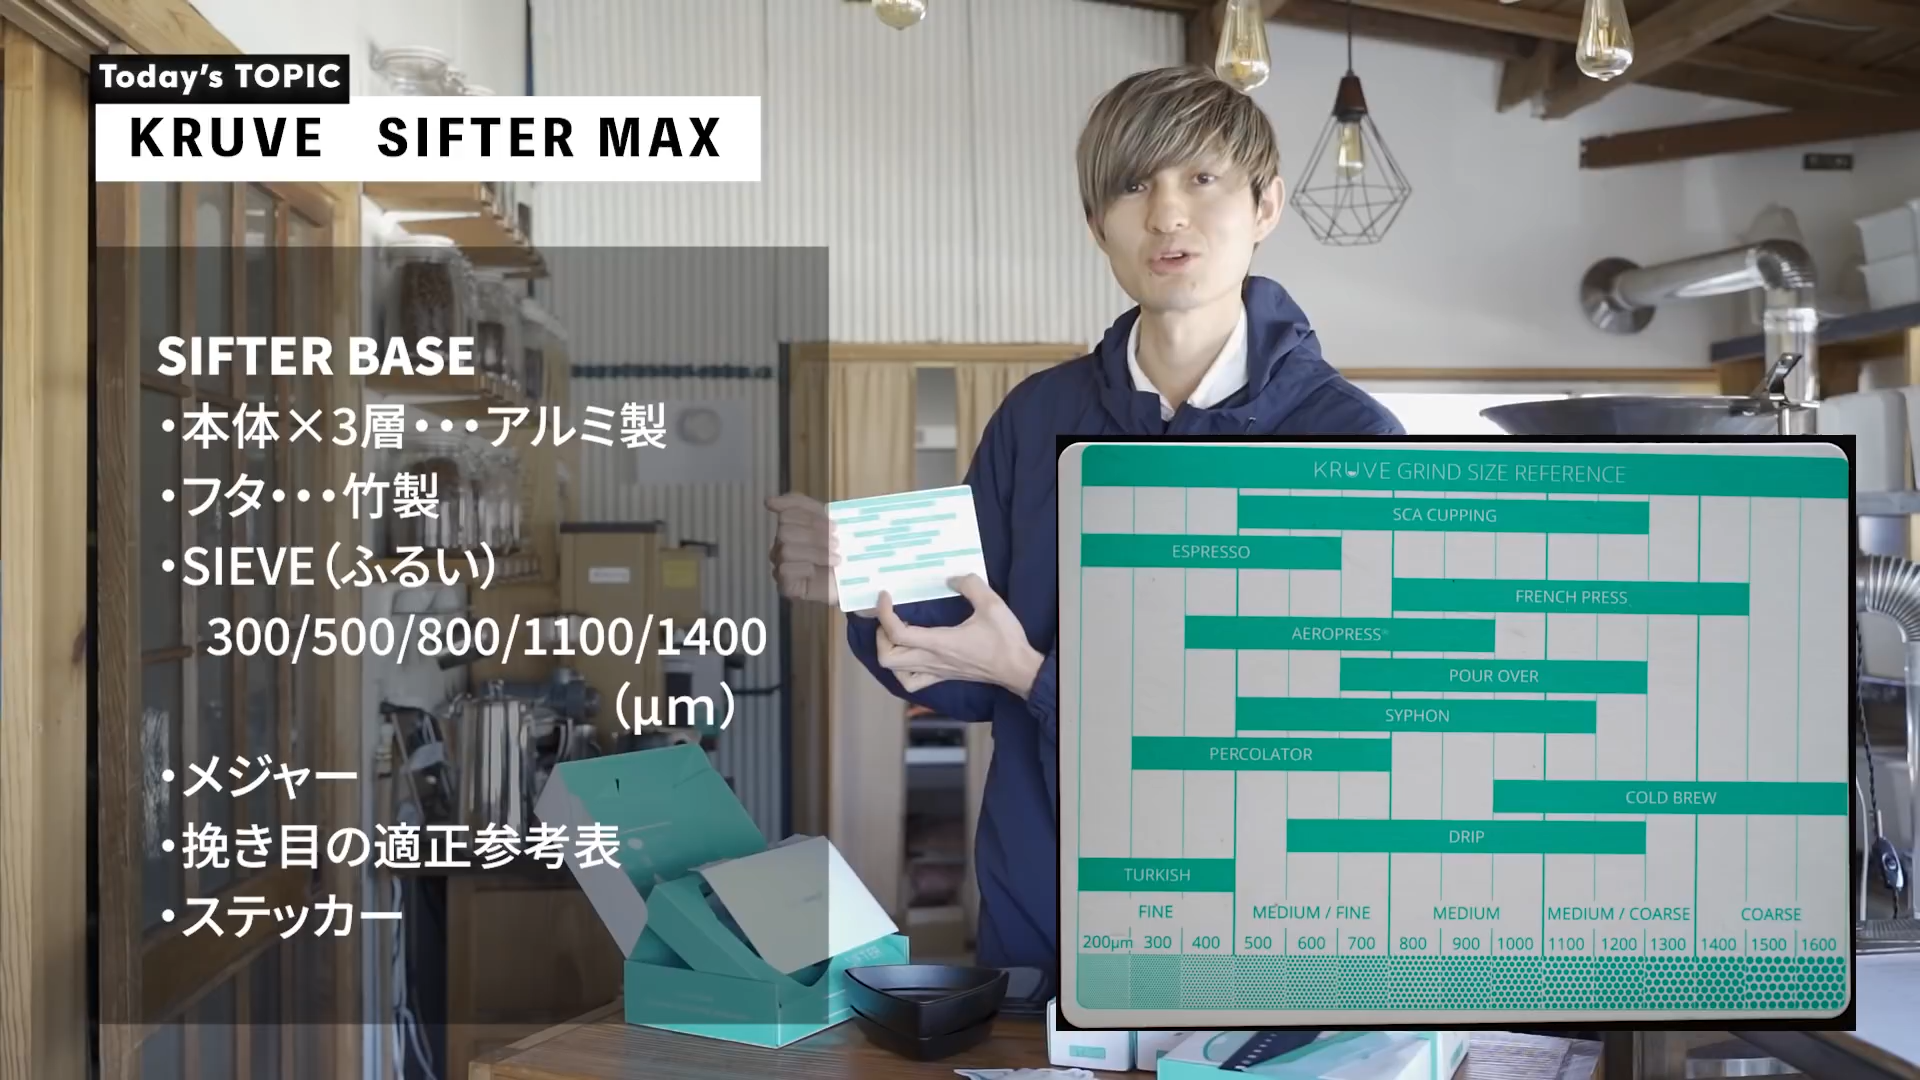 Today's TOPIC
KRUVE SIFTER MAX
SIFTER BASE
・本体×3層・・・アルミ製
・フタ・・・竹製
・SIEVE（ふるい）
300/500/800/1100/1400
（μm）
・メジャー
・挽き目の適正参考表
・ステッカー
KRUVE GRIND SIZE REFERENCE
SCA CUPPING
ESPRESSO
FRENCH PRESS
AEROPRESS®
POUR OVER
SYPHON
PERCOLATOR
COLD BREW
DRIP
TURKISH
FINE MEDIUM / FINE MEDIUM MEDIUM / COARSE COARSE
200μm 300 400 500 600 700 800 900 1000 1100 1200 1300 1400 1500 1600
SIFTER